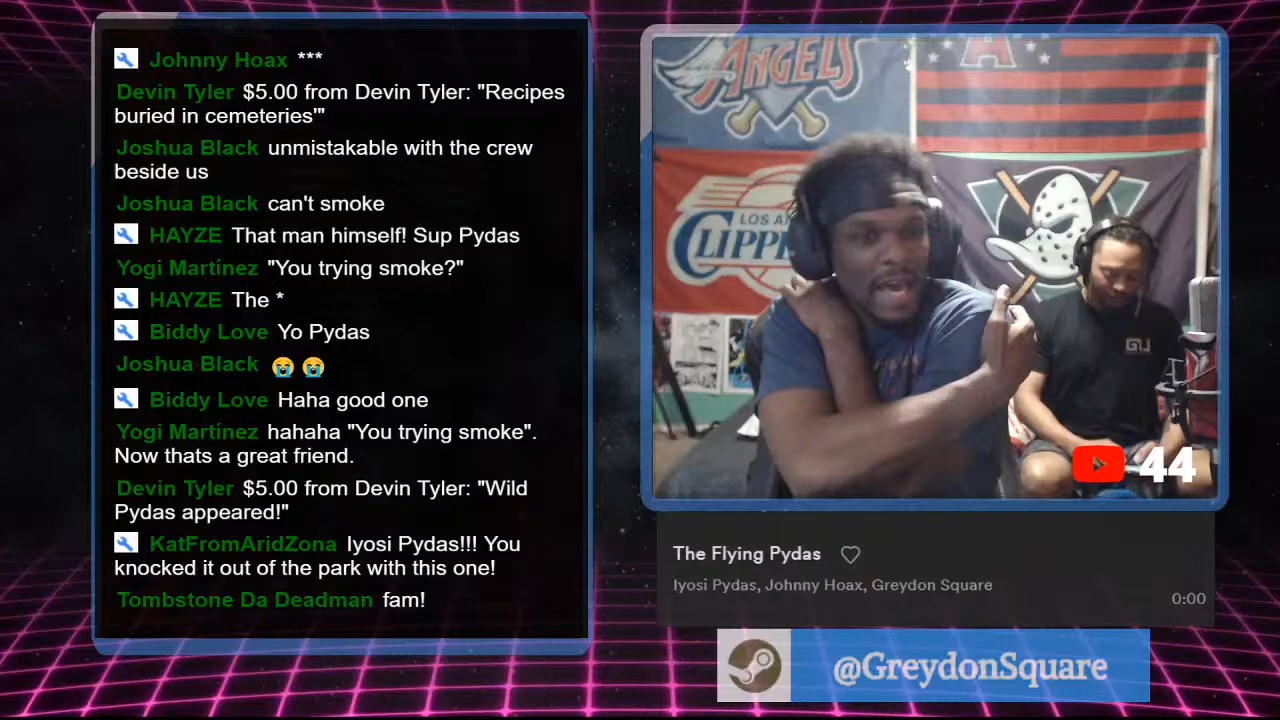 Johnny Hoax ***
Devin Tyler $5.00 from Devin Tyler: "Recipes
buried in cemeteries'"
Joshua Black unmistakable with the crew
beside us
Joshua Black can't smoke
HAYZE That man himself! Sup Pydas
Yogi Martínez "You trying smoke?"
HAYZE The *
Biddy Love Yo Pydas
Joshua Black 😭 😭
Biddy Love Haha good one
Yogi Martínez hahaha "You trying smoke".
Now thats a great friend.
Devin Tyler $5.00 from Devin Tyler: "Wild
Pydas appeared!"
KatFromAridZona Iyosi Pydas!!! You
knocked it out of the park with this one!
Tombstone Da Deadman fam!
ANGELS
A
LOS A
CLIPPE
44
The Flying Pydas
Iyosi Pydas, Johnny Hoax, Greydon Square
0:00
@GreydonSquare